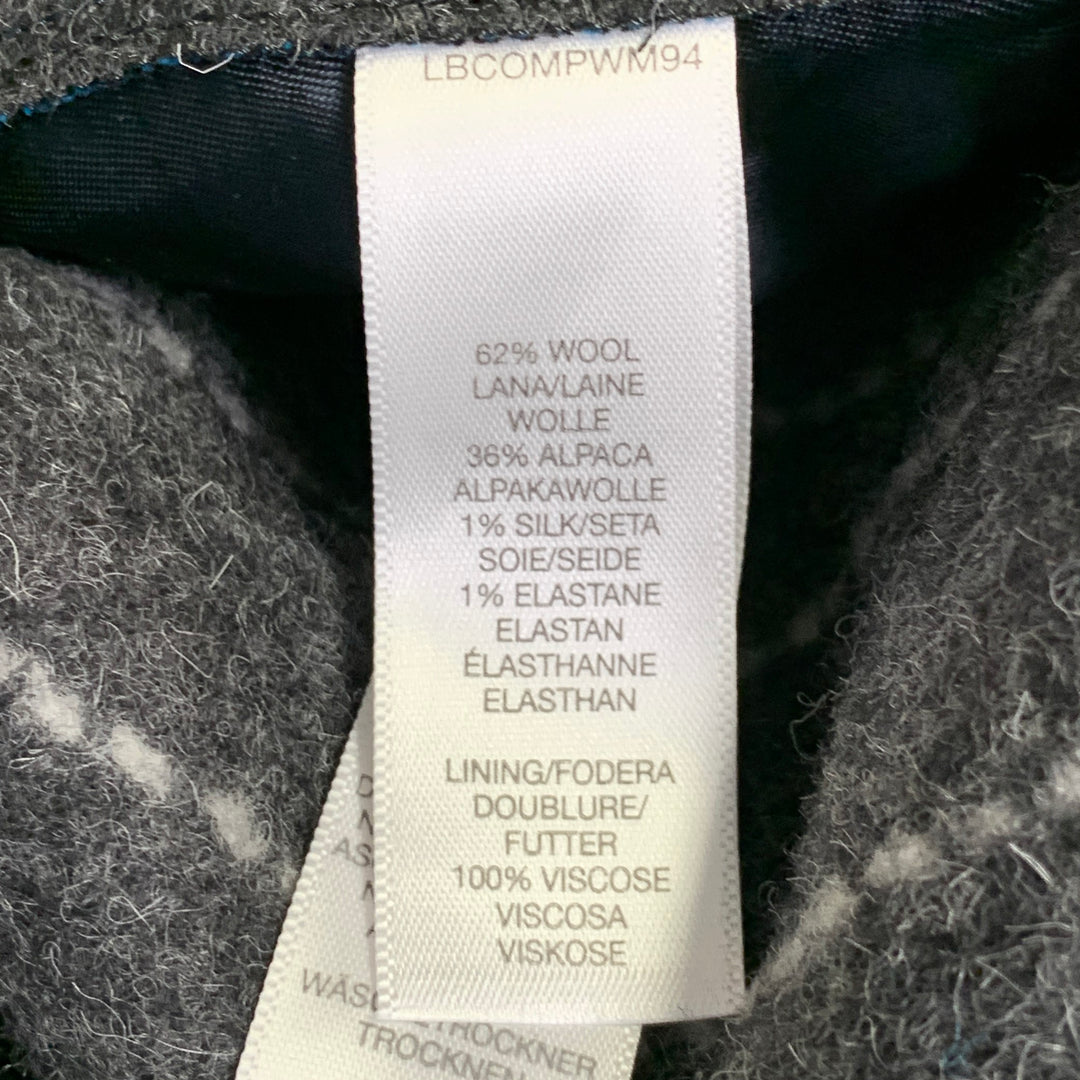 LBCOMPWM94
62% WOOL
LANA/LAINE
WOLLE
36% ALPACA
ALPAKAWOLLE
1% SILK/SETA
SOIE/SEIDE
1% ELASTANE
ELASTAN
ÉLASTHANNE
ELASTHAN
LINING/FODERA
DOUBLURE/
FUTTER
100% VISCOSE
VISCOSA
VISKOSE
TROCKNEN